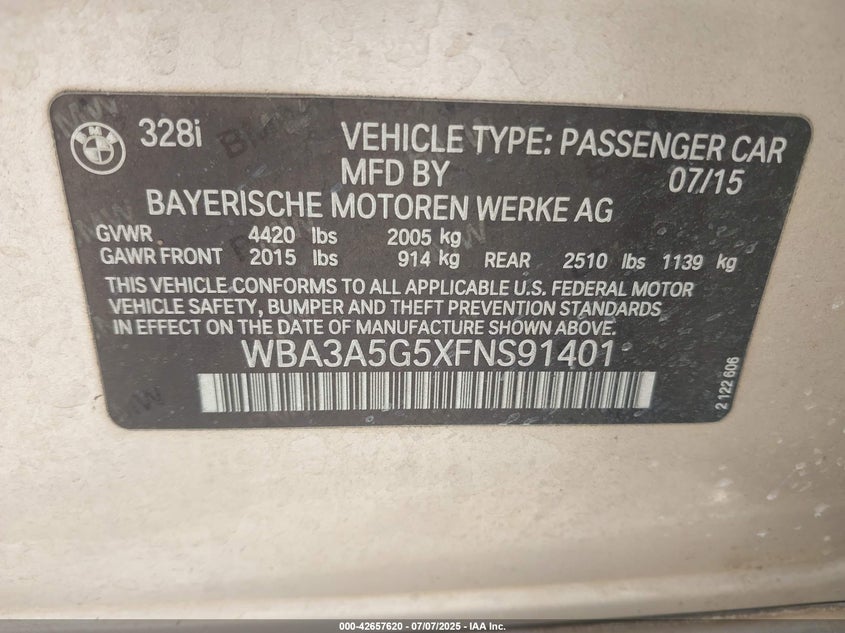 BMW 328i VEHICLE TYPE: PASSENGER CAR
MFD BY 07/15
BAYERISCHE MOTOREN WERKE AG
GVWR 4420 lbs 2005 kg
GAWR FRONT 2015 lbs 914 kg REAR 2510 lbs 1139 kg
THIS VEHICLE CONFORMS TO ALL APPLICABLE U.S. FEDERAL MOTOR
VEHICLE SAFETY, BUMPER AND THEFT PREVENTION STANDARDS
IN EFFECT ON THE DATE OF MANUFACTURE SHOWN ABOVE.
WBA3A5G5XFNS91401
2 122 606
000-42657620 - 07/07/2025 - IAA Inc.